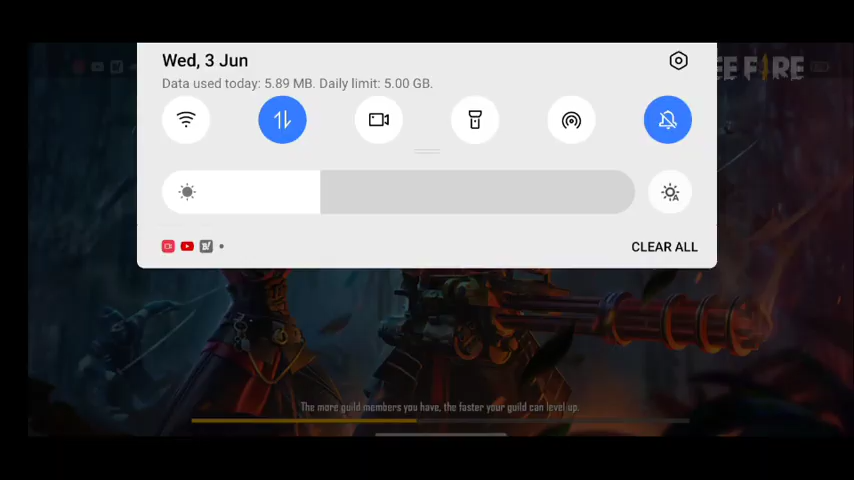 Wed, 3 Jun
EE FIRE
Data used today: 5.89 MB. Daily limit: 5.00 GB.
A
CLEAR ALL
The more guild members you have, the faster your guild can level up.